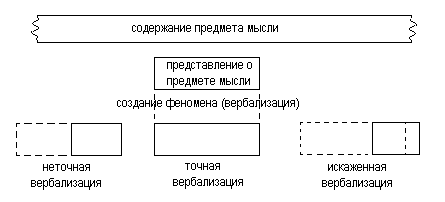 содержание предмета мысли
представление о
предмете мысли
создание феномена (вербализация)
неточная
вербализация
точная
вербализация
искаженная
вербализация